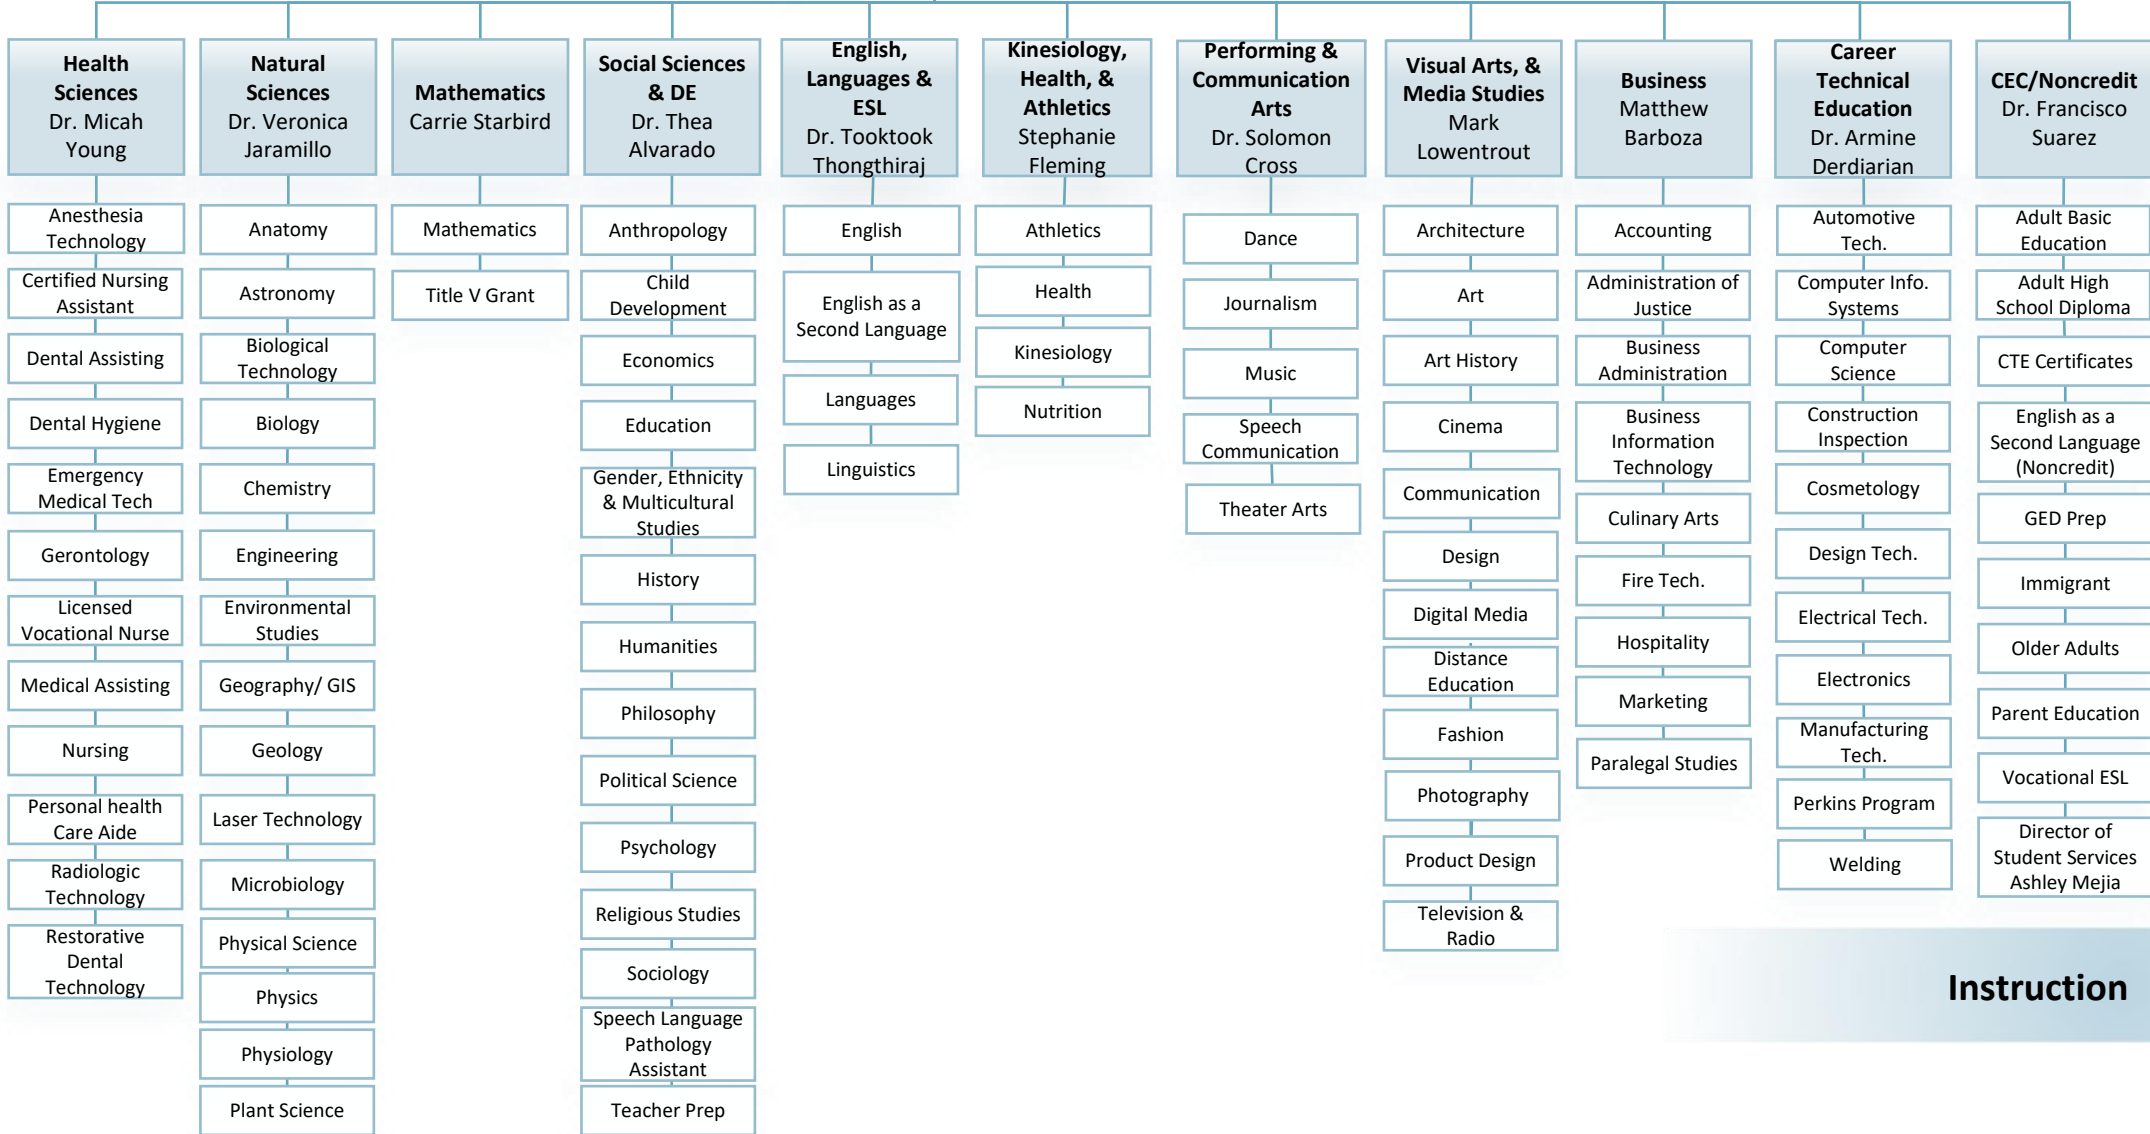 Health
Sciences
Dr. Micah
Young
Anesthesia
Technology
Certified Nursing
Assistant
Dental Assisting
Dental Hygiene
Emergency
Medical Tech
Gerontology
Licensed
Vocational Nurse
Medical Assisting
Nursing
Personal health
Care Aide
Radiologic
Technology
Restorative
Dental
Technology
Natural
Sciences
Dr. Veronica
Jaramillo
Anatomy
Astronomy
Biological
Technology
Biology
Chemistry
Engineering
Environmental
Studies
Geography/ GIS
Geology
Laser Technology
Microbiology
Physical Science
Physics
Physiology
Plant Science
Mathematics
Carrie Starbird
Mathematics
Title V Grant
Social Sciences
& DE
Dr. Thea
Alvarado
Anthropology
Child
Development
Economics
Education
Gender, Ethnicity
& Multicultural
Studies
History
Humanities
Philosophy
Political Science
Psychology
Religious Studies
Sociology
Speech Language
Pathology
Assistant
Teacher Prep
English,
Languages &
ESL
Dr. Tooktook
Thongthiraj
English
English as a
Second Language
Languages
Linguistics
Kinesiology,
Health, &
Athletics
Stephanie
Fleming
Athletics
Health
Kinesiology
Nutrition
Performing &
Communication
Arts
Dr. Solomon
Cross
Dance
Journalism
Music
Speech
Communication
Theater Arts
Visual Arts, &
Media Studies
Mark
Lowentrout
Architecture
Art
Art History
Cinema
Communication
Design
Digital Media
Distance
Education
Fashion
Photography
Product Design
Television &
Radio
Business
Matthew
Barboza
Accounting
Administration of
Justice
Business
Administration
Business
Information
Technology
Culinary Arts
Fire Tech.
Hospitality
Marketing
Paralegal Studies
Career
Technical
Education
Dr. Armine
Derdiarian
Automotive
Tech.
Computer Info.
Systems
Computer
Science
Construction
Inspection
Cosmetology
Design Tech.
Electrical Tech.
Electronics
Manufacturing
Tech.
Perkins Program
Welding
CEC/Noncredit
Dr. Francisco
Suarez
Adult Basic
Education
Adult High
School Diploma
CTE Certificates
English as a
Second Language
(Noncredit)
GED Prep
Immigrant
Older Adults
Parent Education
Vocational ESL
Director of
Student Services
Ashley Mejia
Instruction